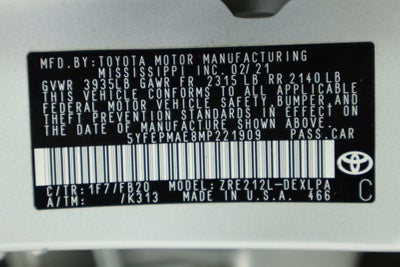 MFD.BY: TOYOTA MOTOR MANUFACTURING
MISSISSIPPI INC. 02/21
GVWR 3935LB GAWR FR 2315LB RR 2140LB
THIS VEHICLE CONFORMS TO ALL APPLICABLE
FEDERAL MOTOR VEHICLE SAFETY, BUMPER, AND
THEFT PREVENTION STANDARDS IN EFFECT ON
THE DATE OF MANUFACTURE SHOWN ABOVE.
5YFEPMAE8MP221909 PASS.CAR
C/TR: 1F7/FB20 MODEL: ZRE212L-DEXLPA
A/TM: /K313 MADE IN U.S.A. 466
TOYOTA
C